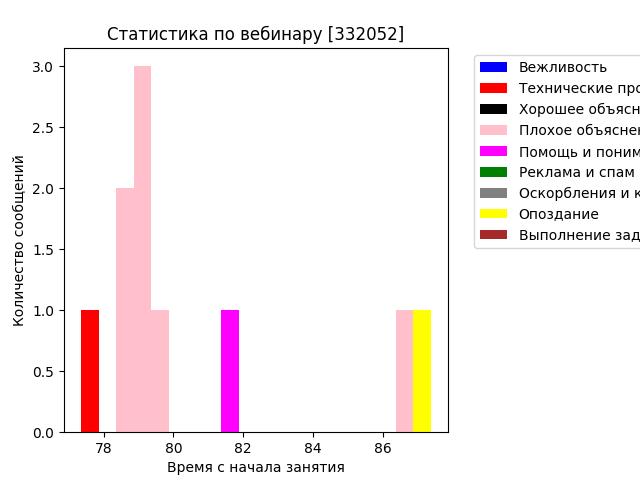 Статистика по вебинару [332052]
Количество сообщений
3.0
2.5
2.0
1.5
1.0
0.5
0.0
78 80 82 84 86
Время с начала занятия
Вежливость
Технические про
Хорошее объясн
Плохое объяснен
Помощь и поним
Реклама и спам
Оскорбления и к
Опоздание
Выполнение зад